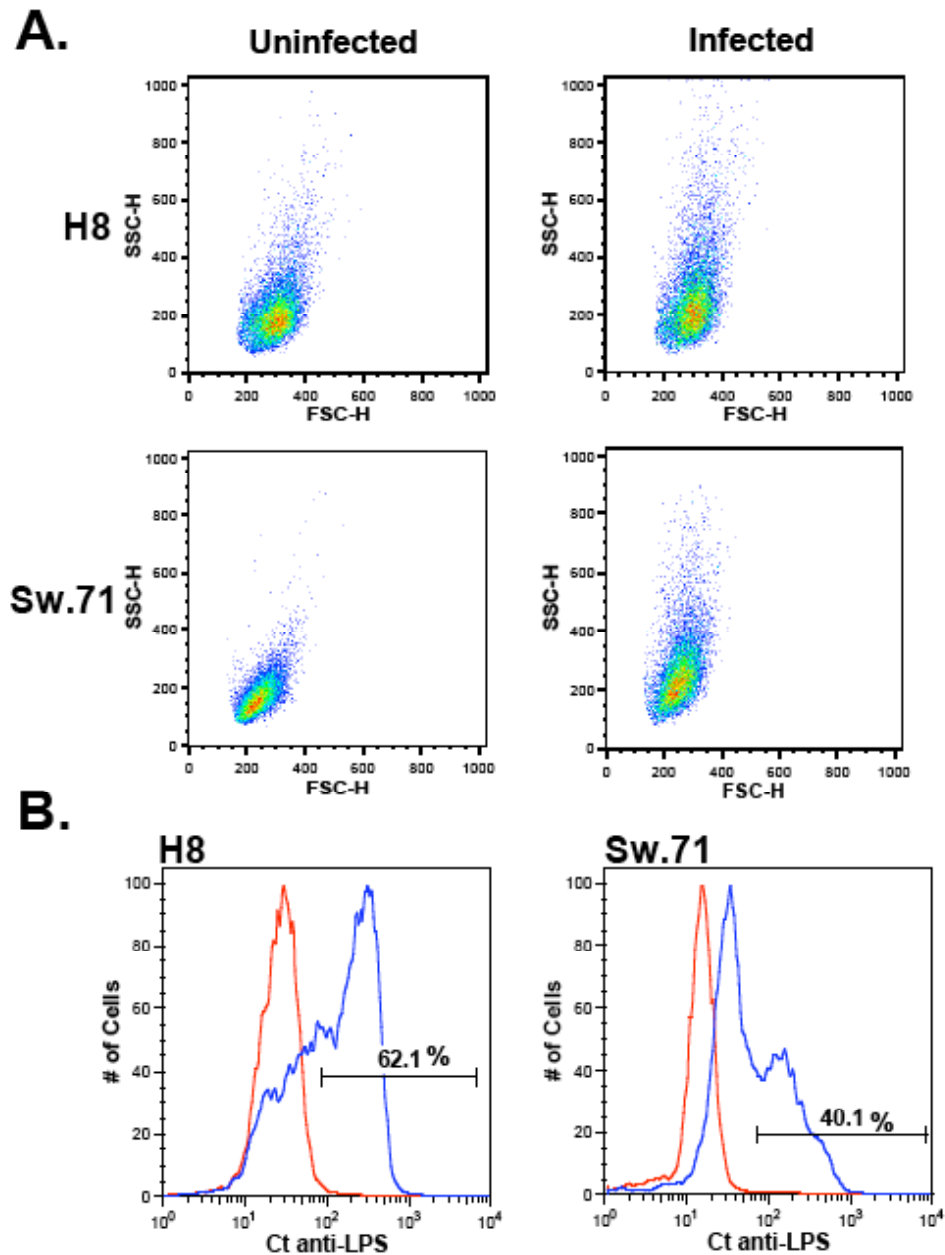 A.
Uninfected
Infected
H8
SSC-H
1000
800
600
400
200
0
0 200 400 600 800 1000
FSC-H
SSC-H
1000
800
600
400
200
0
0 200 400 600 800 1000
FSC-H
Sw.71
SSC-H
1000
800
600
400
200
0
0 200 400 600 800 1000
FSC-H
SSC-H
1000
800
600
400
200
0
0 200 400 600 800 1000
FSC-H
B.
H8
# of Cells
100
80
60
40
20
0
62.1 %
10⁰ 10¹ 10² 10³ 10⁴
Ct anti-LPS
Sw.71
# of Cells
100
80
60
40
20
0
40.1 %
10⁰ 10¹ 10² 10³ 10⁴
Ct anti-LPS